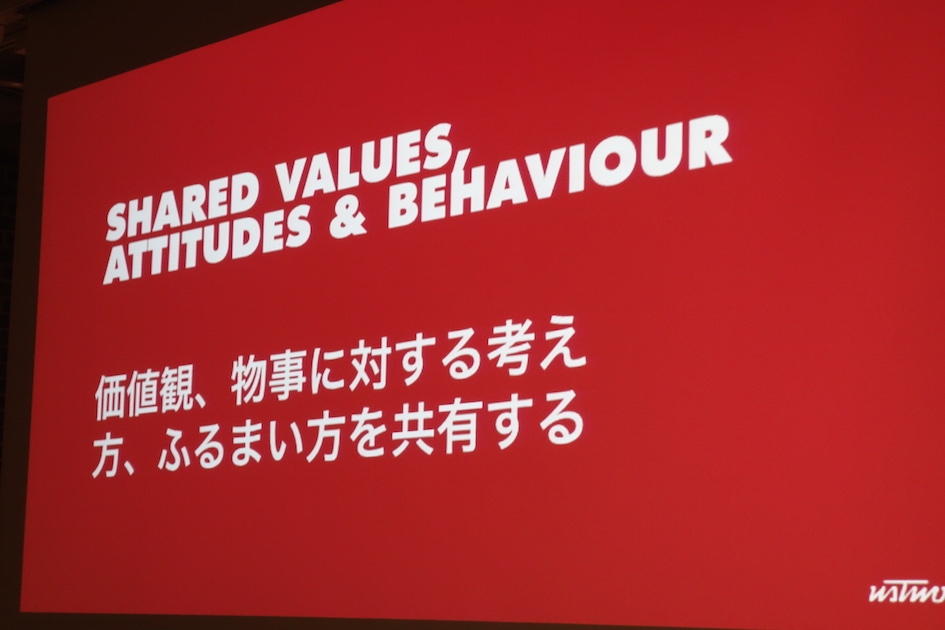 SHARED VALUES,
ATTITUDES & BEHAVIOUR
価値観、物事に対する考え
方、ふるまい方を共有する
ustwo